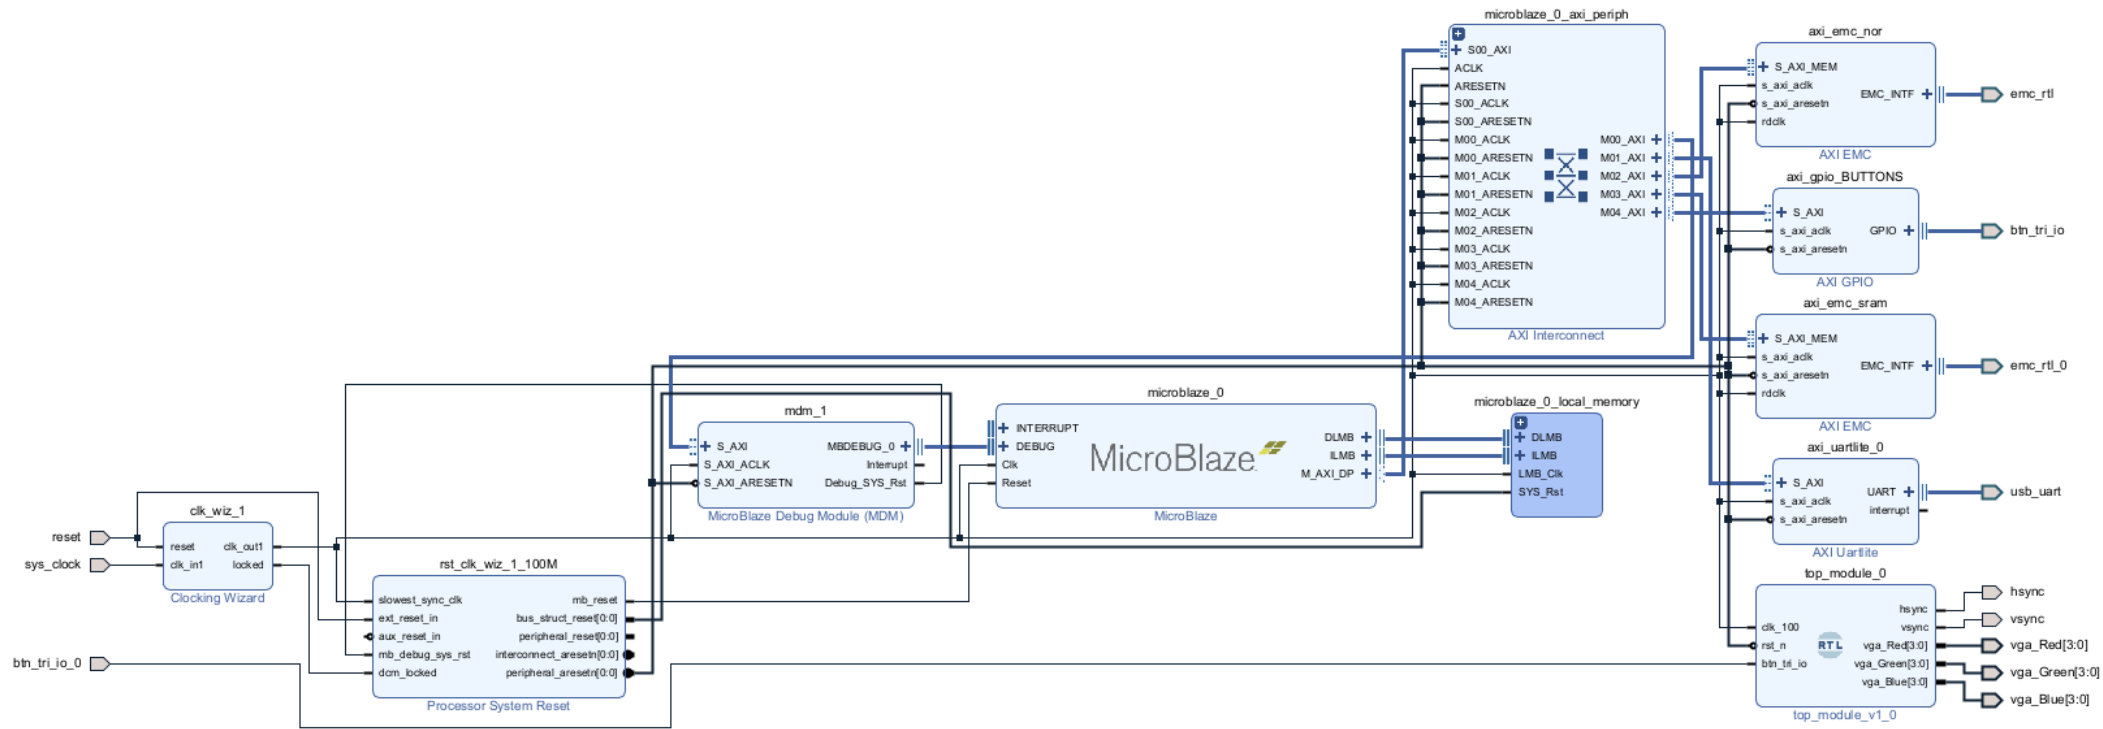 reset
sys_clock
btn_tri_io_0
clk_wiz_1
reset
clk_in1
clk_out1
locked
Clocking Wizard
rst_clk_wiz_1_100M
slowest_sync_clk
ext_reset_in
aux_reset_in
mb_debug_sys_rst
dcm_locked
mb_reset
bus_struct_reset[0:0]
peripheral_reset[0:0]
interconnect_aresetn[0:0]
peripheral_aresetn[0:0]
Processor System Reset
mdm_1
S_AXI
S_AXI_ACLK
S_AXI_ARESETN
MBDEBUG_0
Interrupt
Debug_SYS_Rst
MicroBlaze Debug Module (MDM)
microblaze_0
INTERRUPT
DEBUG
Clk
Reset
MicroBlaze
DLMB
ILMB
M_AXI_DP
MicroBlaze
microblaze_0_axi_periph
S00_AXI
ACLK
ARESETN
S00_ACLK
S00_ARESETN
M00_ACLK
M00_ARESETN
M01_ACLK
M01_ARESETN
M02_ACLK
M02_ARESETN
M03_ACLK
M03_ARESETN
M04_ACLK
M04_ARESETN
M00_AXI
M01_AXI
M02_AXI
M03_AXI
M04_AXI
AXI Interconnect
microblaze_0_local_memory
DLMB
ILMB
LMB_Clk
SYS_Rst
axi_emc_nor
S_AXI_MEM
s_axi_aclk
s_axi_aresetn
rdclk
EMC_INTF
AXI EMC
emc_rtl
axi_gpio_BUTTONS
S_AXI
s_axi_aclk
s_axi_aresetn
GPIO
AXI GPIO
btn_tri_io
axi_emc_sram
S_AXI_MEM
s_axi_aclk
s_axi_aresetn
rdclk
EMC_INTF
AXI EMC
emc_rtl_0
axi_uartlite_0
S_AXI
s_axi_aclk
s_axi_aresetn
UART
interrupt
AXI Uartlite
usb_uart
top_module_0
clk_100
rst_n
btn_tri_io
RTL
hsync
vsync
vga_Red[3:0]
vga_Green[3:0]
vga_Blue[3:0]
top_module_v1_0
hsync
vsync
vga_Red[3:0]
vga_Green[3:0]
vga_Blue[3:0]